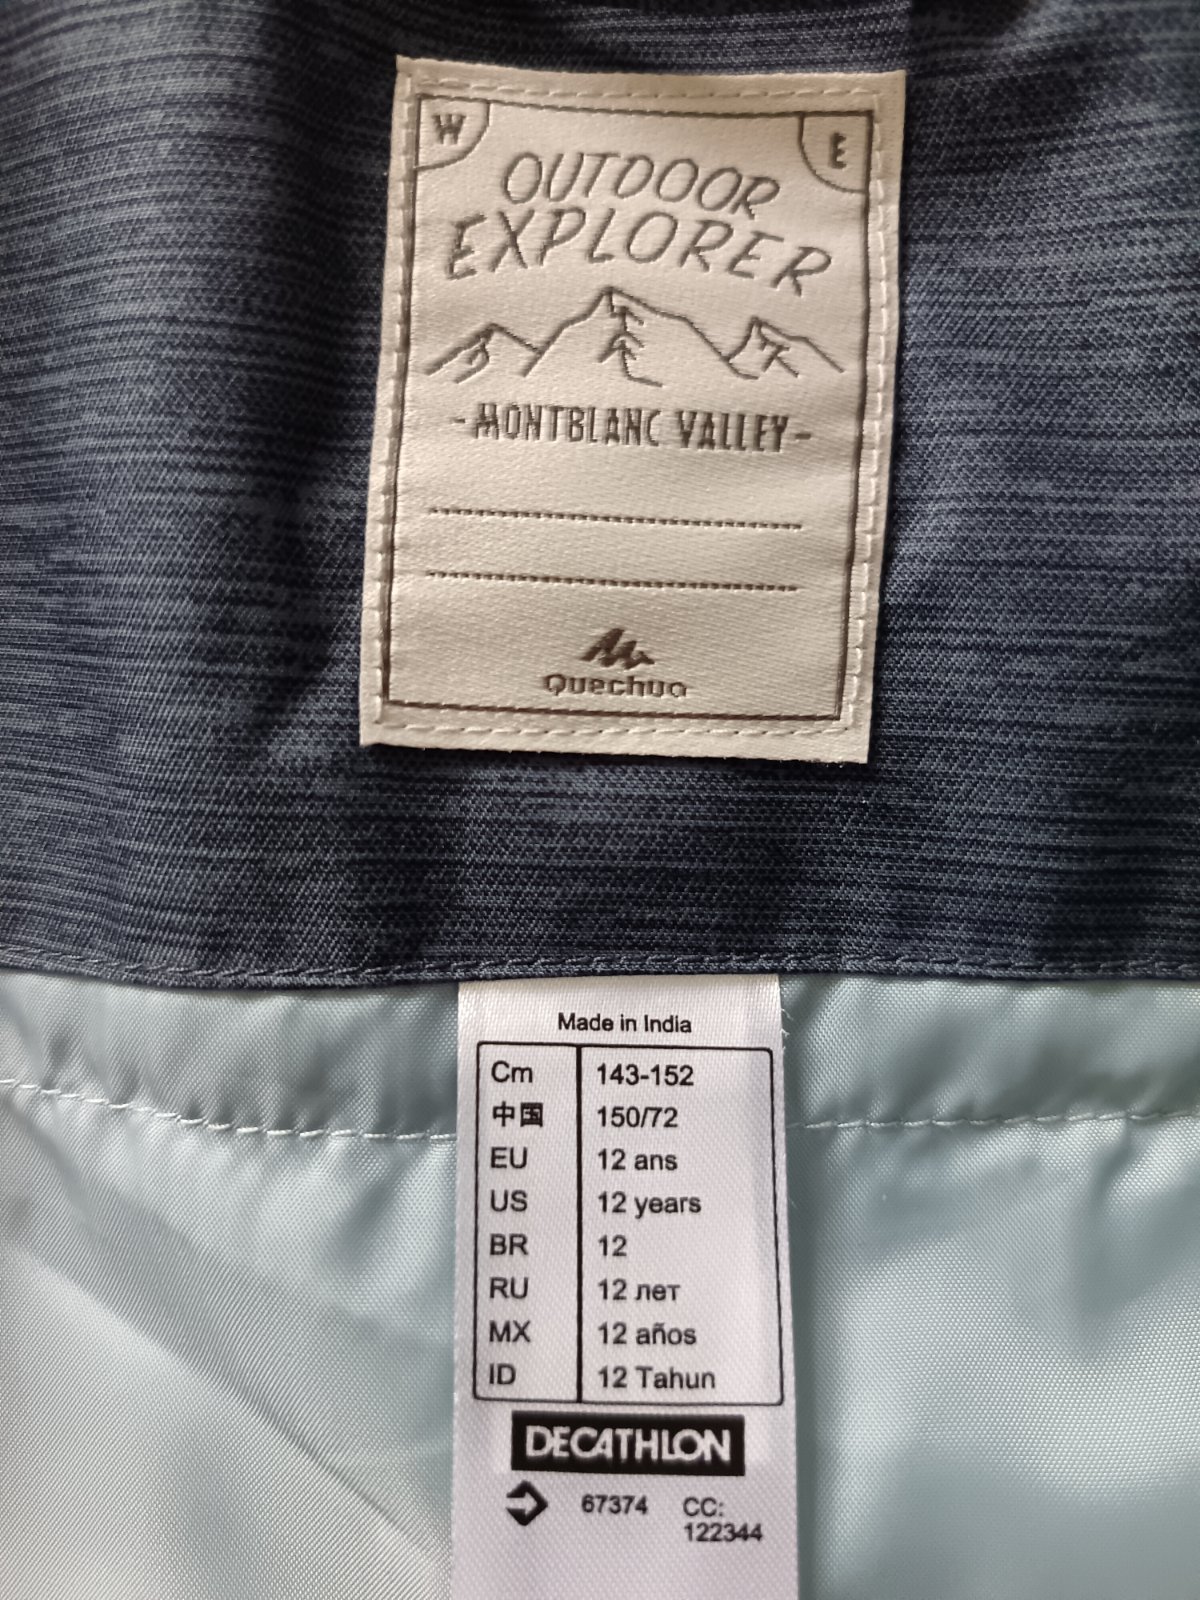 W E
OUTDOOR
EXPLORER
-MONTBLANC VALLEY-
Quechua
Made in India
Cm 143-152
中国 150/72
EU 12 ans
US 12 years
BR 12
RU 12 лет
MX 12 años
ID 12 Tahun
DECATHLON
67374 CC:
122344